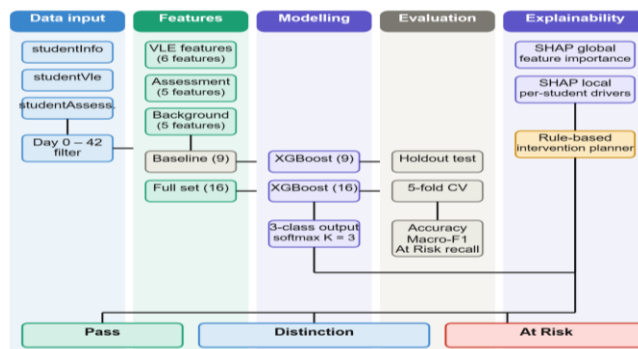 Data input
Features
Modelling
Evaluation
Explainability
studentInfo
studentVle
studentAssess.
Day 0 – 42
filter
VLE features
(6 features)
Assessment
(5 features)
Background
(5 features)
Baseline (9)
Full set (16)
XGBoost (9)
XGBoost (16)
3-class output
softmax K = 3
Holdout test
5-fold CV
Accuracy
Macro-F1
At Risk recall
SHAP global
feature importance
SHAP local
per-student drivers
Rule-based
intervention planner
Pass
Distinction
At Risk